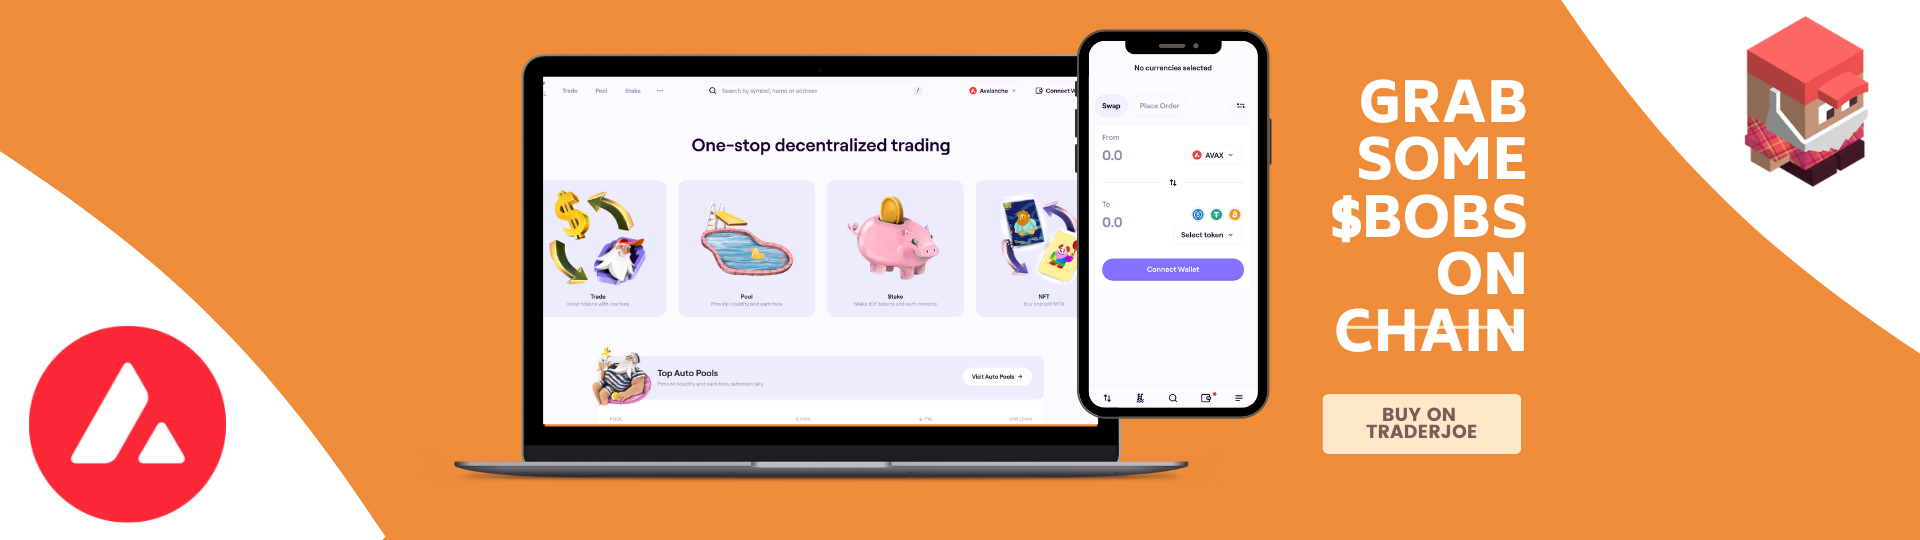 Trade Pool Stake
Search by symbol, name or address /
Avalanche
Connect W
One-stop decentralized trading
Trade
Swap tokens with low fees
Pool
Provide liquidity and earn fees
Stake
Stake JOE tokens and earn rewards
NFT
Buy and sell NFTs
Top Auto Pools
Provide liquidity and earn fees, automatically
Visit Auto Pools →
POOL CHAIN ↓ TVL APR (24H)
No currencies selected
Swap Place Order
From
0.0 AVAX
To
0.0
Select token
Connect Wallet
GRAB
SOME
$BOBS
ON
CHAIN
BUY ON
TRADERJOE